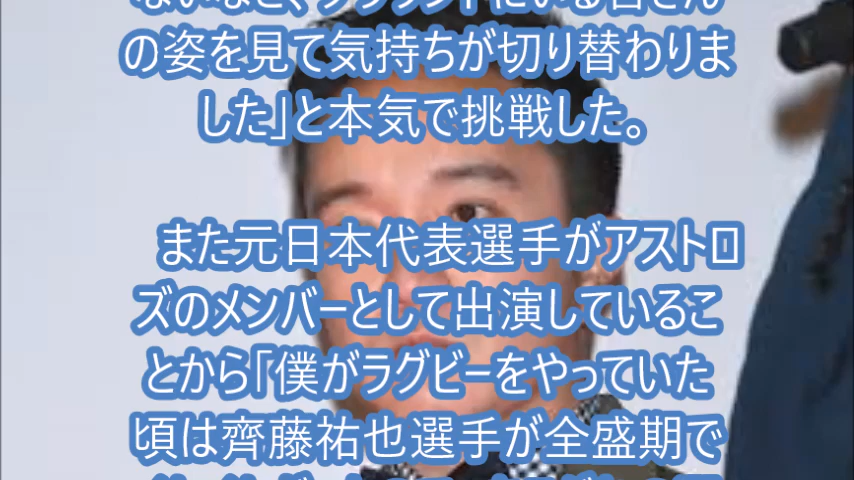 の姿を見て気持ちが切り替わりま
した」と本気で挑戦した。
また元日本代表選手がアストロ
ズのメンバーとして出演しているこ
とから「僕がラグビーをやっていた
頃は齊藤祐也選手が全盛期で